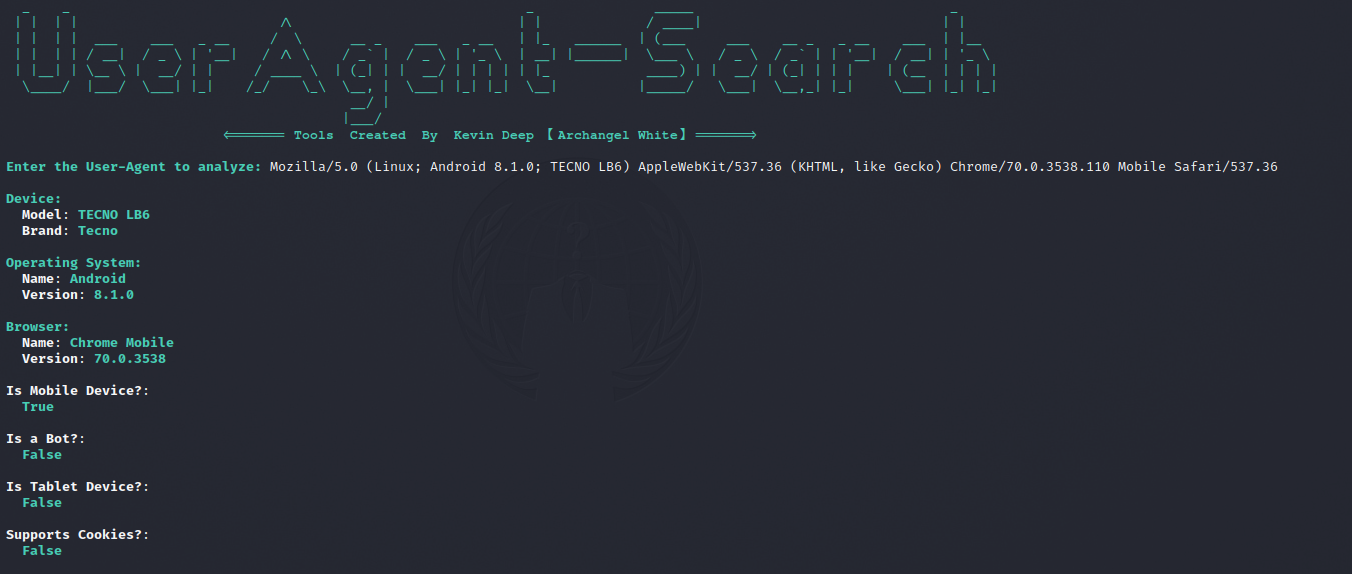 UserAgent-Search
<====== Tools Created By Kevin Deep 【Archangel White】======>
Enter the User-Agent to analyze: Mozilla/5.0 (Linux; Android 8.1.0; TECNO LB6) AppleWebKit/537.36 (KHTML, like Gecko) Chrome/70.0.3538.110 Mobile Safari/537.36
Device:
Model: TECNO LB6
Brand: Tecno
Operating System:
Name: Android
Version: 8.1.0
Browser:
Name: Chrome Mobile
Version: 70.0.3538
Is Mobile Device?:
True
Is a Bot?:
False
Is Tablet Device?:
False
Supports Cookies?:
False